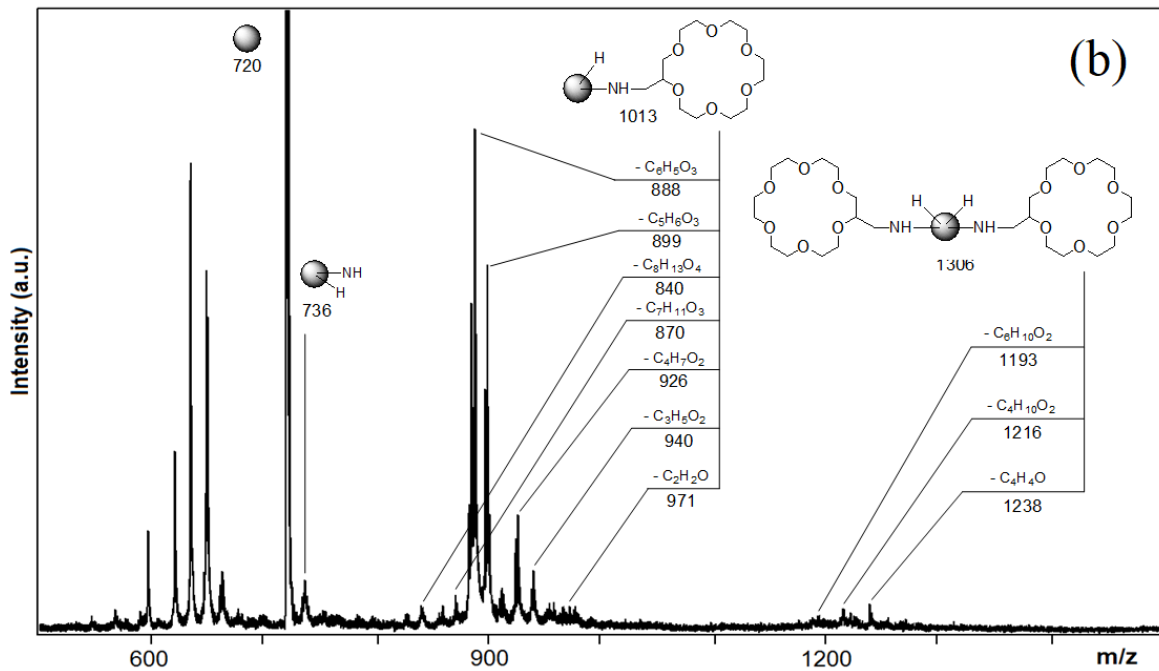 (b)
720
H
NH
O
O
O
O
O
O
1013
- C6H5O3
888
- C5H6O3
899
- C8H13O4
840
- C7H11O3
870
- C4H7O2
926
- C3H5O2
940
- C2H2O
971
NH
H
736
O
O
O
O
O
O
NH
H
H
NH
O
O
O
O
O
O
1306
- C6H10O2
1193
- C4H10O2
1216
- C4H4O
1238
Intensity (a.u.)
600
900
1200
m/z